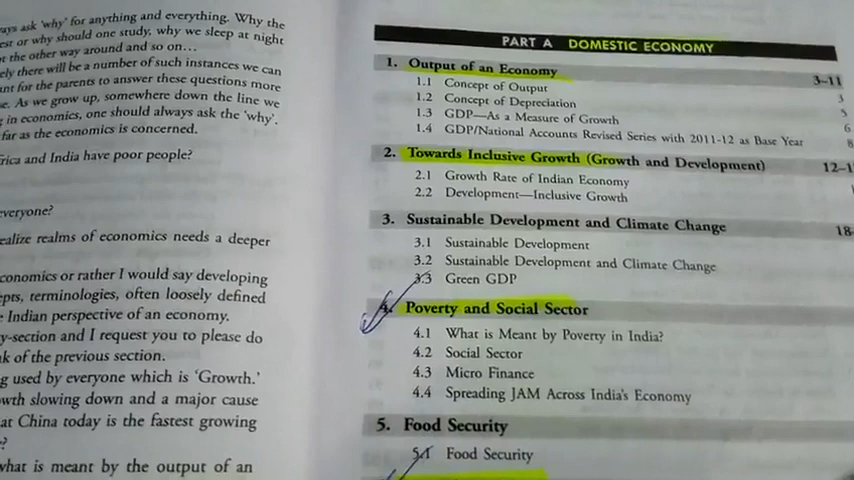 ays ask 'why' for anything and everything. Why the
est or why should one study, why we sleep at night
t the other way around and so on...
ely there will be a number of such instances we can
ant for the parents to answer these questions more
e. As we grow up, somewhere down the line we
g in economics, one should always ask the 'why'.
far as the economics is concerned.
frica and India have poor people?
everyone?
ealize realms of economics needs a deeper
conomics or rather I would say developing
epts, terminologies, often loosely defined
e Indian perspective of an economy.
y-section and I request you to please do
ak of the previous section.
g used by everyone which is 'Growth.'
wth slowing down and a major cause
at China today is the fastest growing
?
what is meant by the output of an
PART A DOMESTIC ECONOMY
1. Output of an Economy 3–11
1.1 Concept of Output 3
1.2 Concept of Depreciation 5
1.3 GDP—As a Measure of Growth 6
1.4 GDP/National Accounts Revised Series with 2011-12 as Base Year 8
2. Towards Inclusive Growth (Growth and Development) 12–1
2.1 Growth Rate of Indian Economy
2.2 Development—Inclusive Growth
3. Sustainable Development and Climate Change 18-
3.1 Sustainable Development
3.2 Sustainable Development and Climate Change
3.3 Green GDP
4. Poverty and Social Sector
4.1 What is Meant by Poverty in India?
4.2 Social Sector
4.3 Micro Finance
4.4 Spreading JAM Across India's Economy
5. Food Security
5.1 Food Security